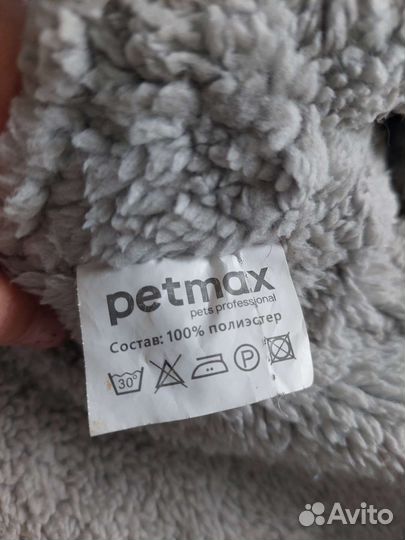 petmax
pets professional
Состав: 100% полиэстер
30° P
Avito